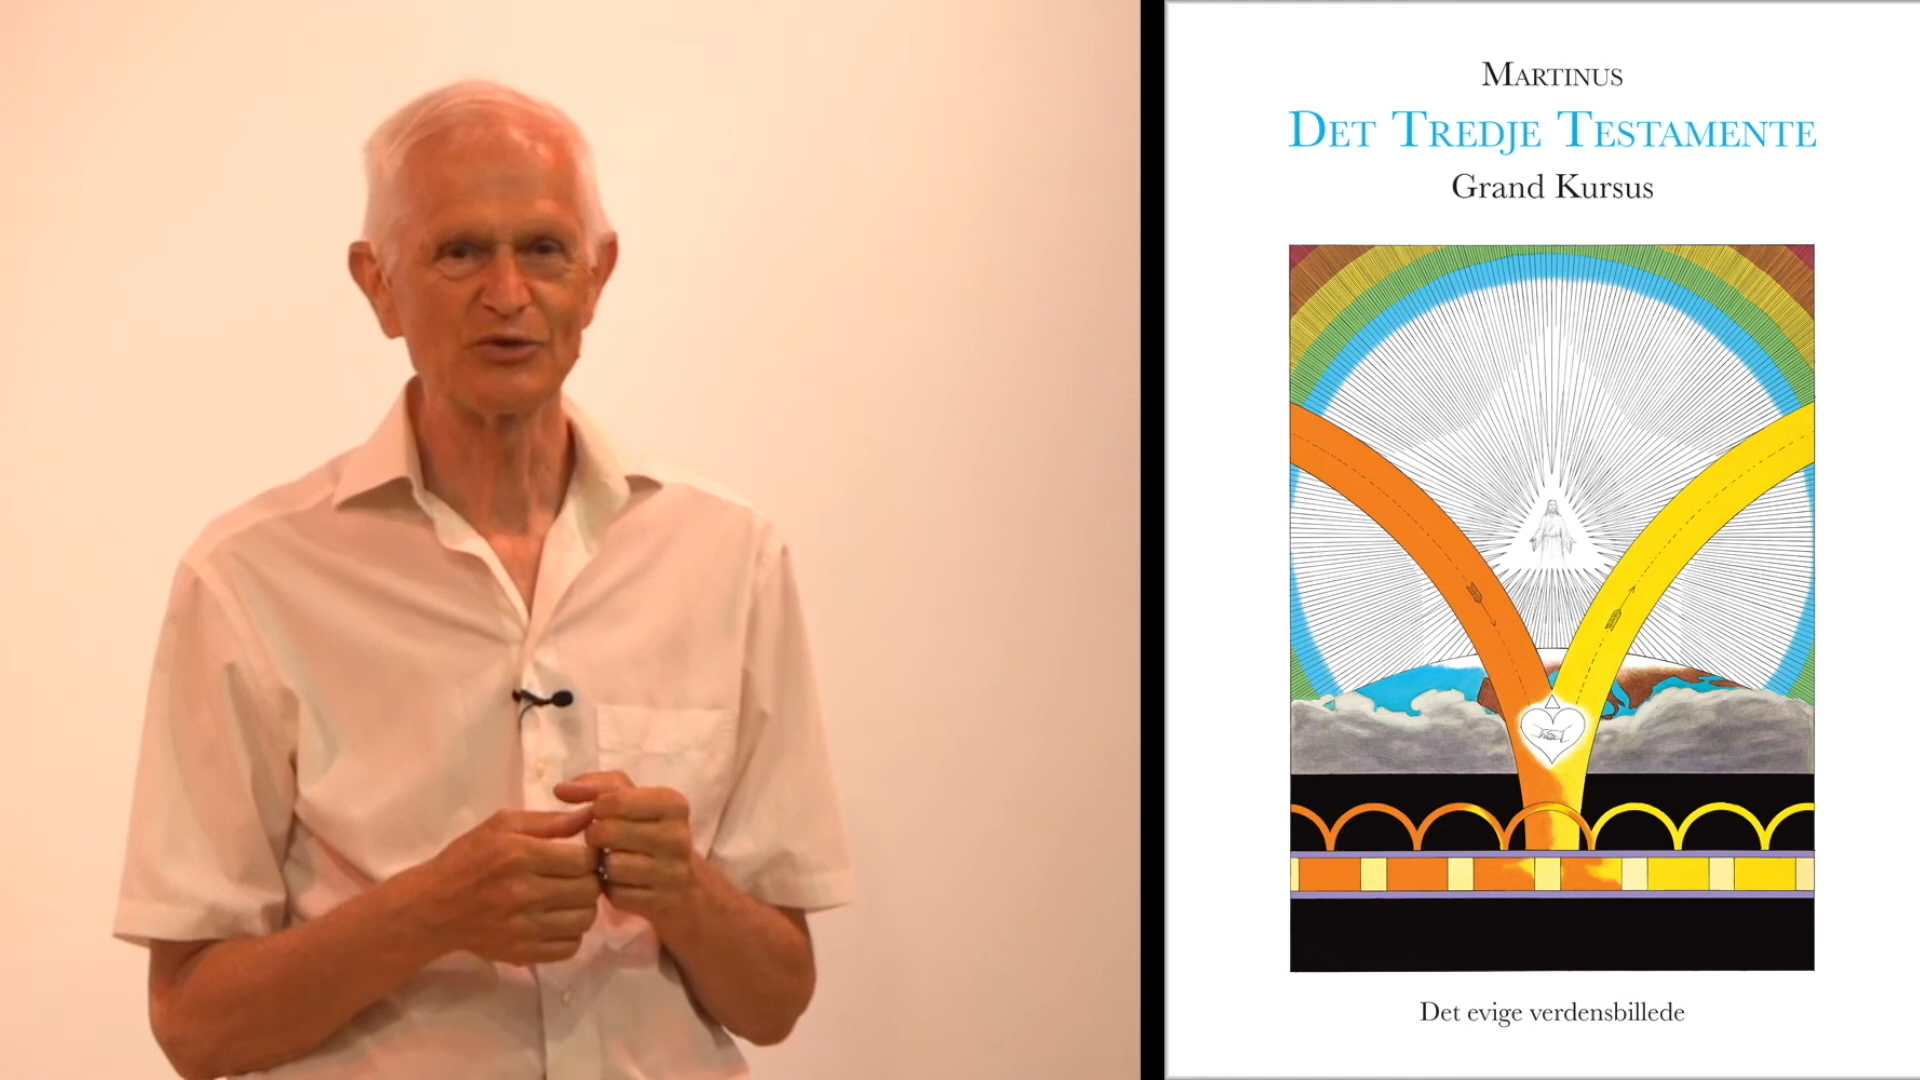 MARTINUS
DET TREDJE TESTAMENTE
Grand Kursus
Det evige verdensbillede